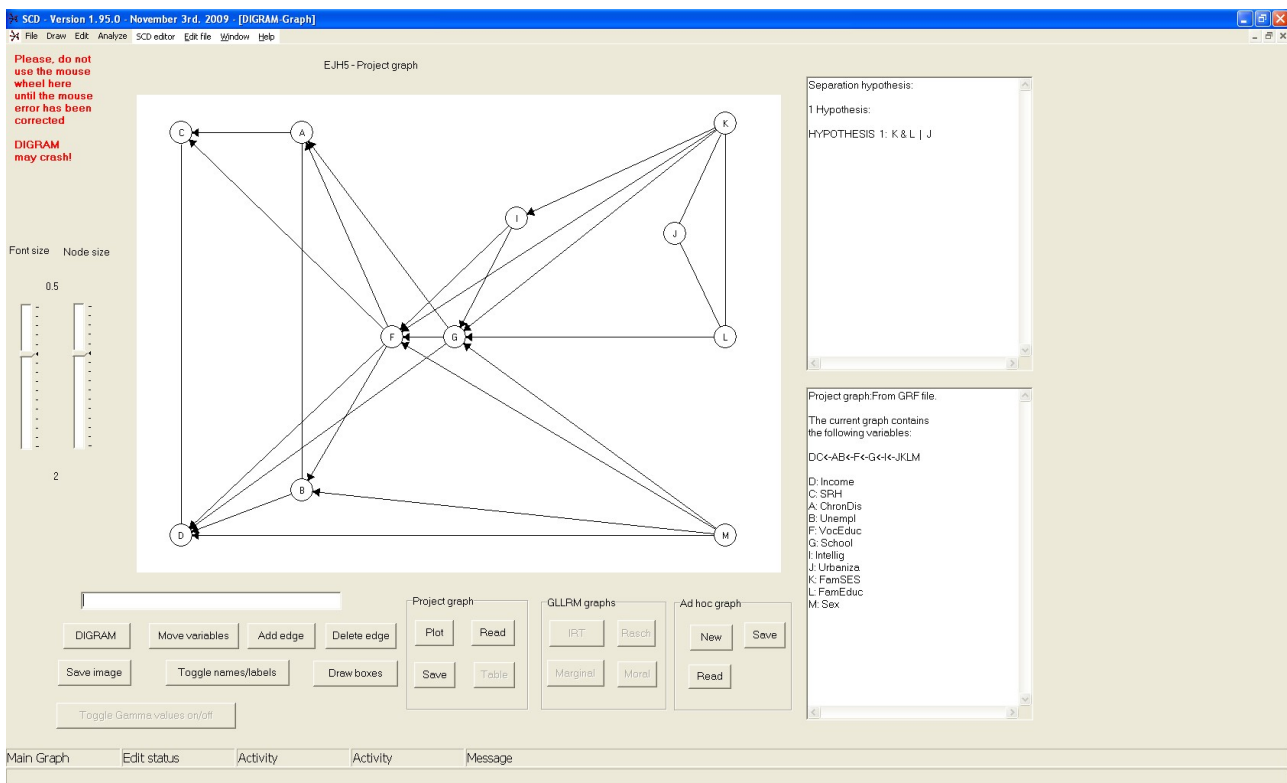 SCD - Version 1.95.0 - November 3rd. 2009 - [DIGRAM-Graph]
File Draw Edit Analyze SCD editor Edit file Window Help
Please, do not
use the mouse
wheel here
until the mouse
error has been
corrected
DIGRAM
may crash!
EJH5 - Project graph
Font size Node size
0.5
2
C
A
K
I
J
F
G
L
B
D
M
Separation hypothesis:
1 Hypothesis:
HYPOTHESIS 1: K & L | J
Project graph:From GRF file.
The current graph contains
the following variables:
DC<-AB<-F<-G<-I<-JKLM
D: Income
C: SRH
A: ChronDis
B: Unempl
F: VocEduc
G: School
I: Intellig
J: Urbaniza
K: FamSES
L: FamEduc
M: Sex
DIGRAM Move variables Add edge Delete edge
Save image Toggle names/labels Draw boxes
Toggle Gamma values on/off
Project graph
Plot Read
Save Table
GLLRM graphs
IRT Rasch
Marginal Moral
Ad hoc graph
New Save
Read
Main Graph Edit status Activity Activity Message